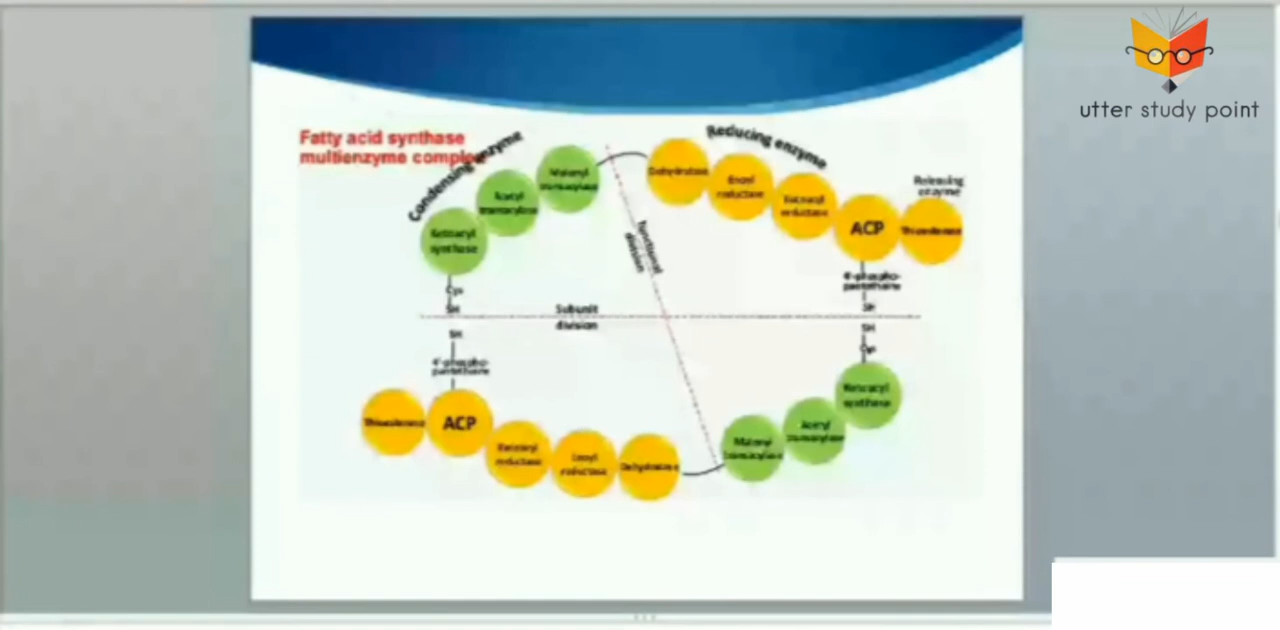 utter study point
Fatty acid synthase
multienzyme complex
Condensing enzyme
Reducing enzyme
Releasing
enzyme
Malonyl
transacylase
Acetyl
transacylase
Ketoacyl
synthase
Dehydratase
Enoyl
reductase
Ketoacyl
reductase
ACP
Thioesterase
Functional
division
4'-phospho-
pantetheine
Cys
SH
SH
Subunit
division
SH
SH
Cys
4'-phospho-
pantetheine
Ketoacyl
synthase
Thioesterase
ACP
Ketoacyl
reductase
Enoyl
reductase
Dehydratase
Malonyl
transacylase
Acetyl
transacylase